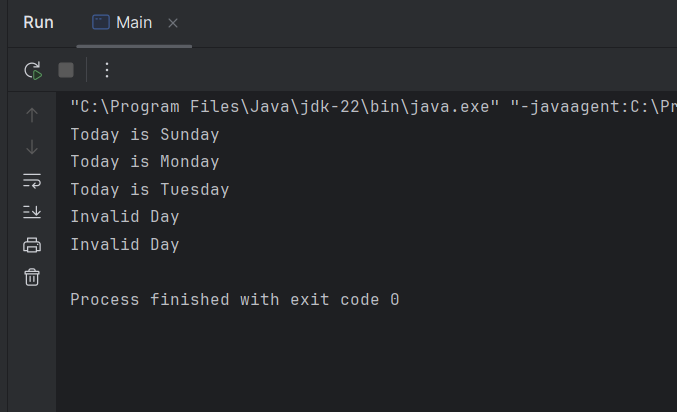 Run Main
"C:\Program Files\Java\jdk-22\bin\java.exe" "-javaagent:C:\Pr
Today is Sunday
Today is Monday
Today is Tuesday
Invalid Day
Invalid Day
Process finished with exit code 0